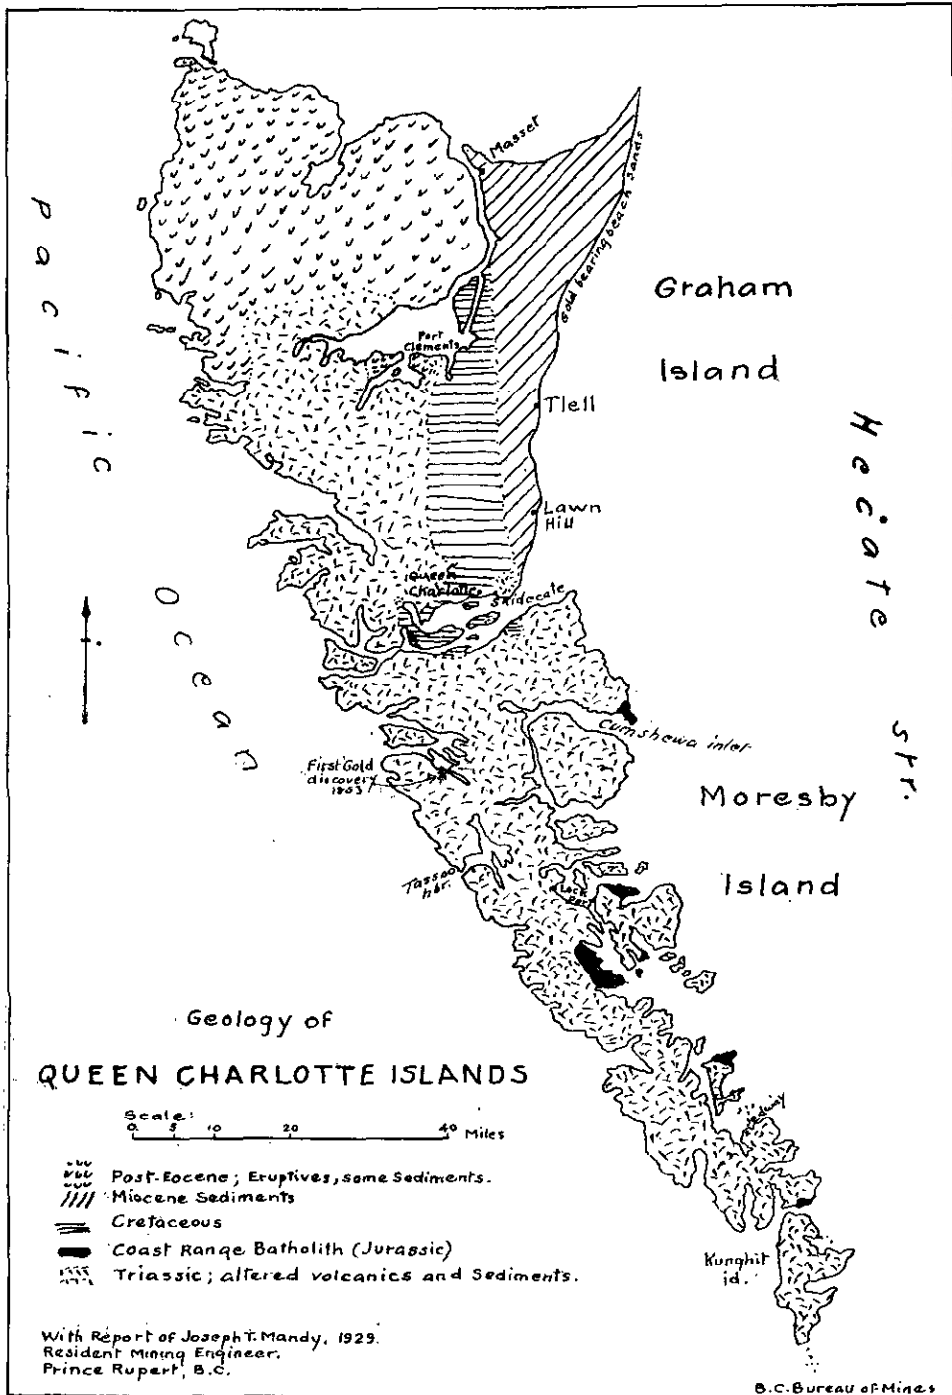 Masset
Gold bearing beach sands
Pacific
Ocean
Graham
Island
Port
Clements
Tlell
Hecate
Str.
Lawn
Hill
Queen
Charlotte
Skidegate
Cumshewa inlet
First Gold
discovery
1853
Moresby
Island
Tassoo
hbr.
Lock
port
Geology of
QUEEN CHARLOTTE ISLANDS
Scale:
0 5 10 20 40 Miles
Post-Eocene; Eruptives, some Sediments.
Miocene Sediments
Cretaceous
Coast Range Batholith (Jurassic)
Triassic; altered volcanics and Sediments.
Kunghit
id.
With Report of Joseph T. Mandy, 1929.
Resident Mining Engineer.
Prince Rupert, B.C.
B.C. Bureau of Mines